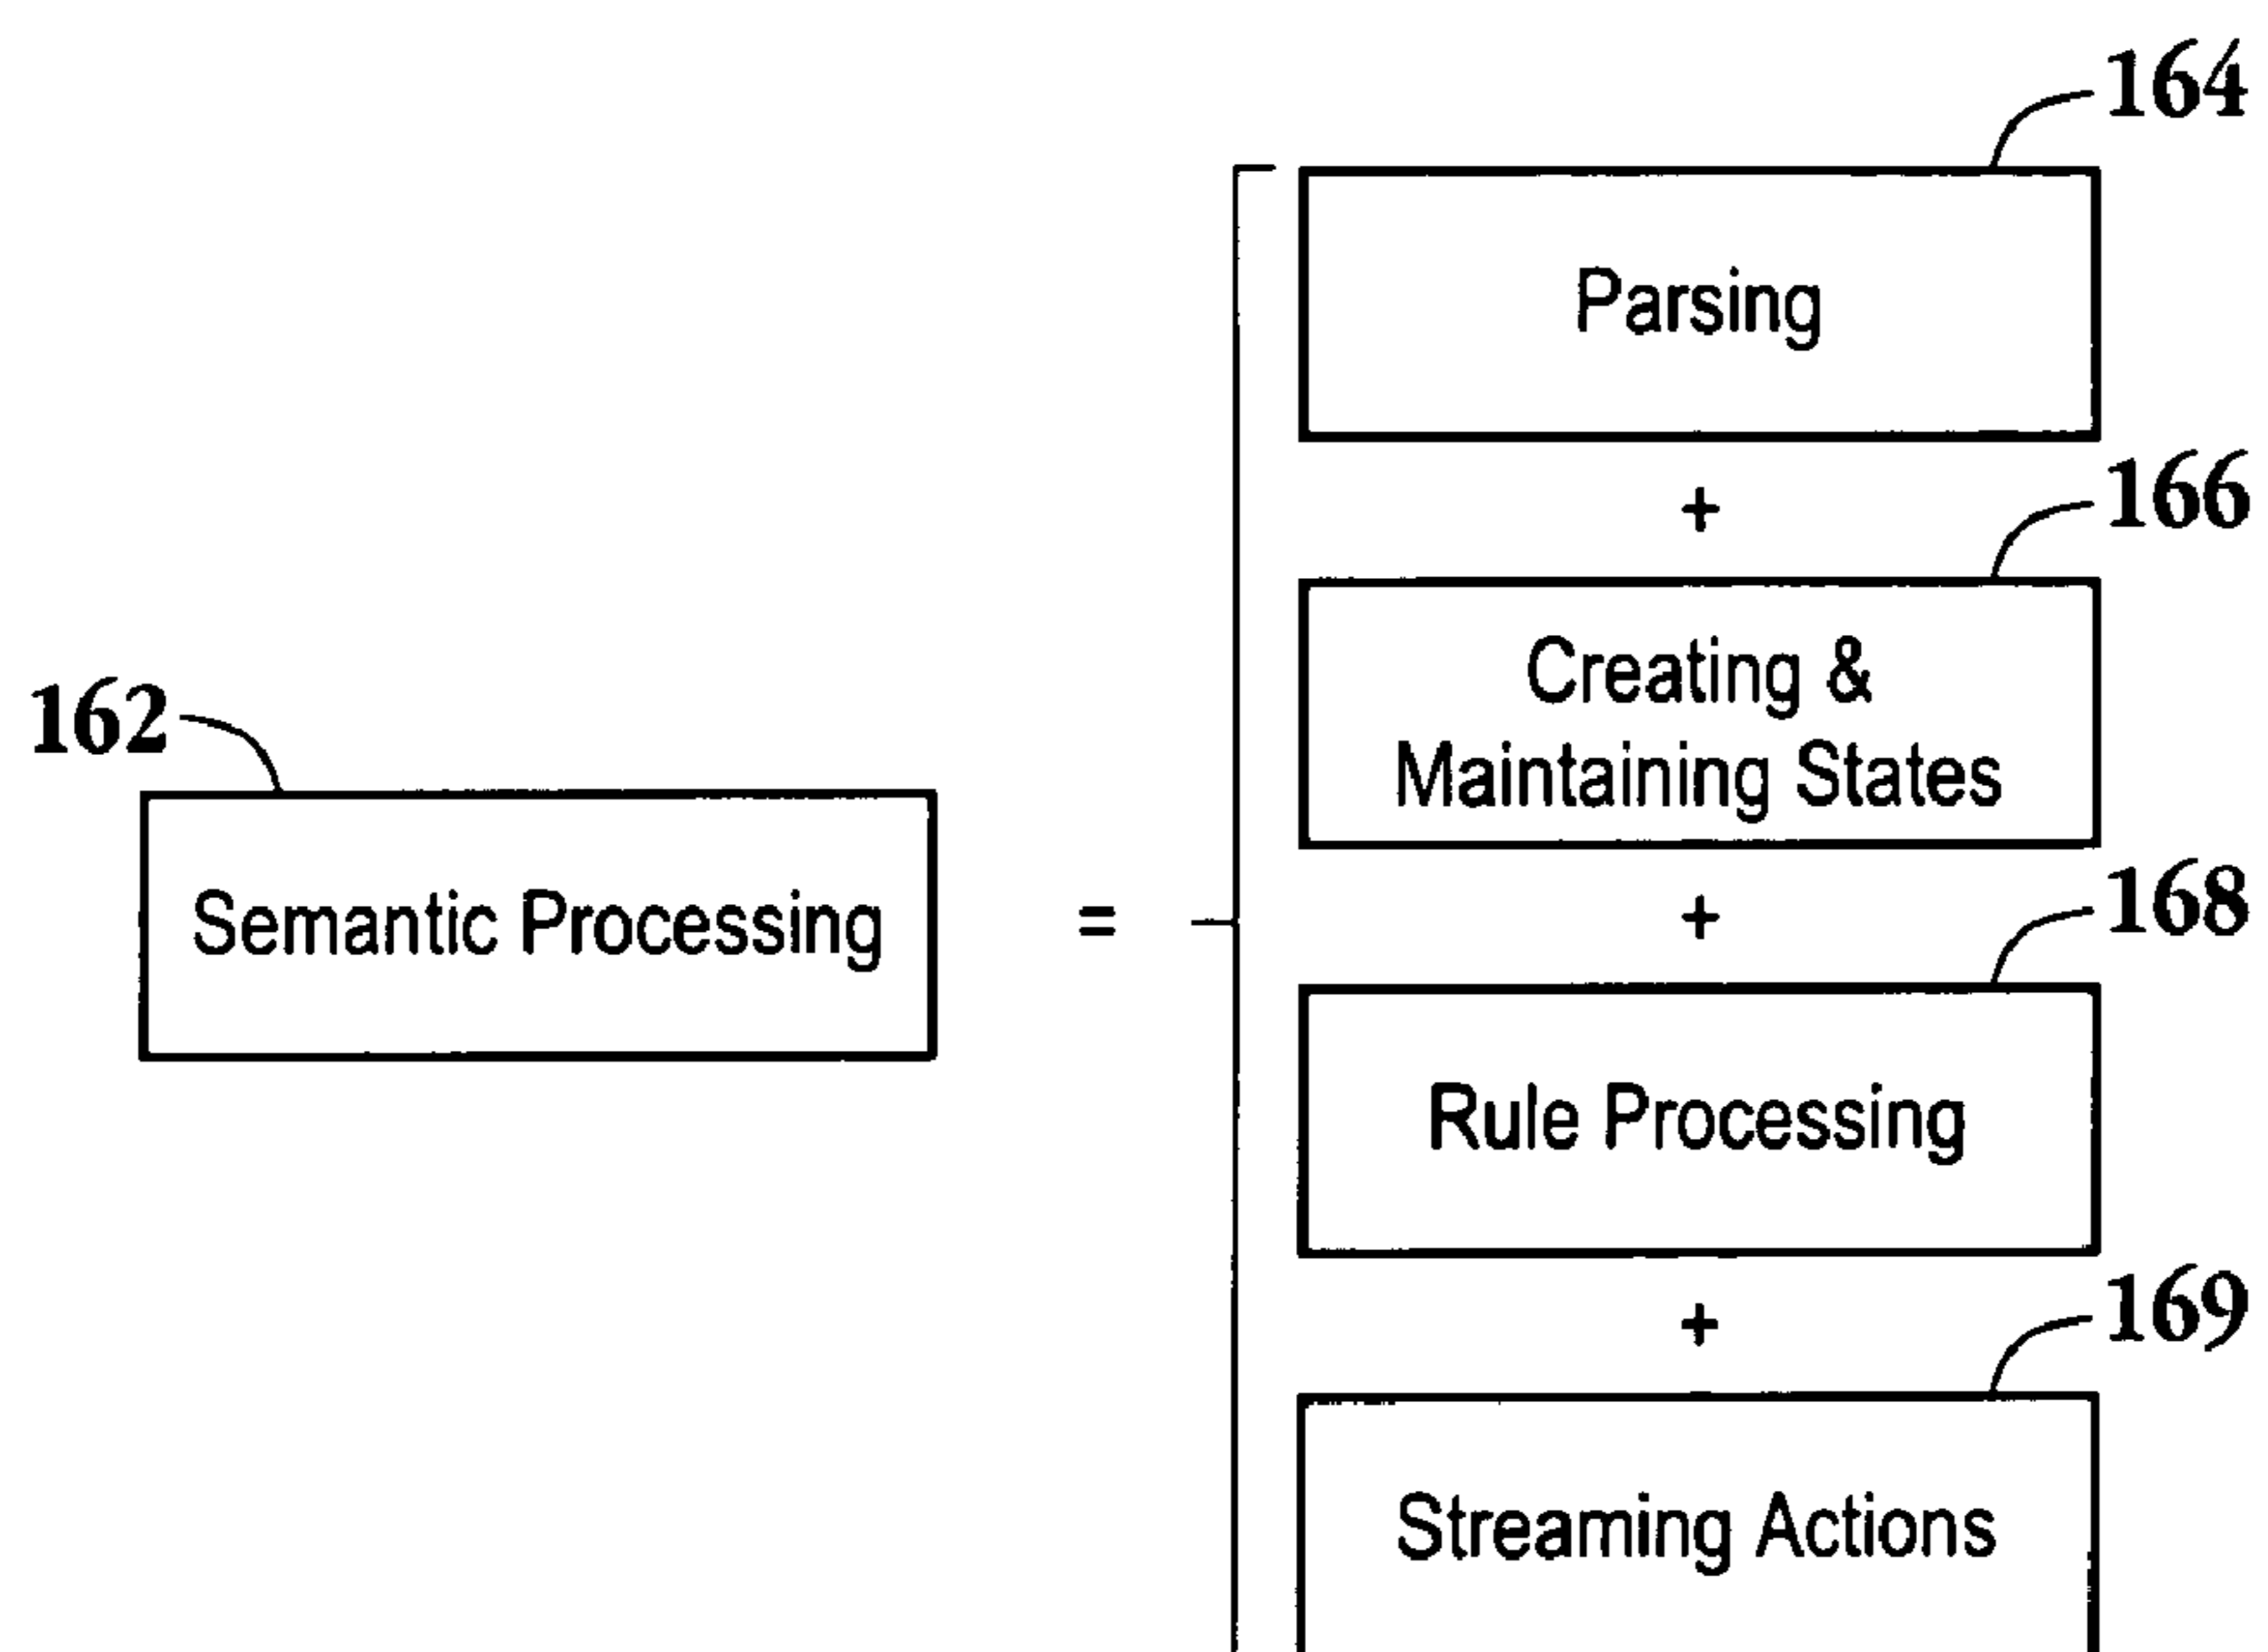 164
Parsing
+
166
Creating &
Maintaining States
162
Semantic Processing
=
+
168
Rule Processing
+
169
Streaming Actions